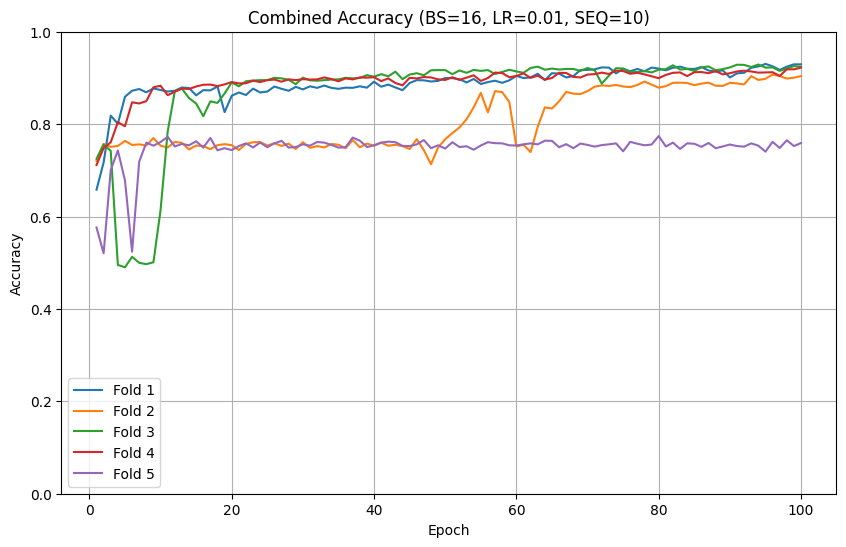 Combined Accuracy (BS=16, LR=0.01, SEQ=10)
1.0
0.8
0.6
0.4
0.2
0.0
Accuracy
Fold 1
Fold 2
Fold 3
Fold 4
Fold 5
0 20 40 60 80 100
Epoch